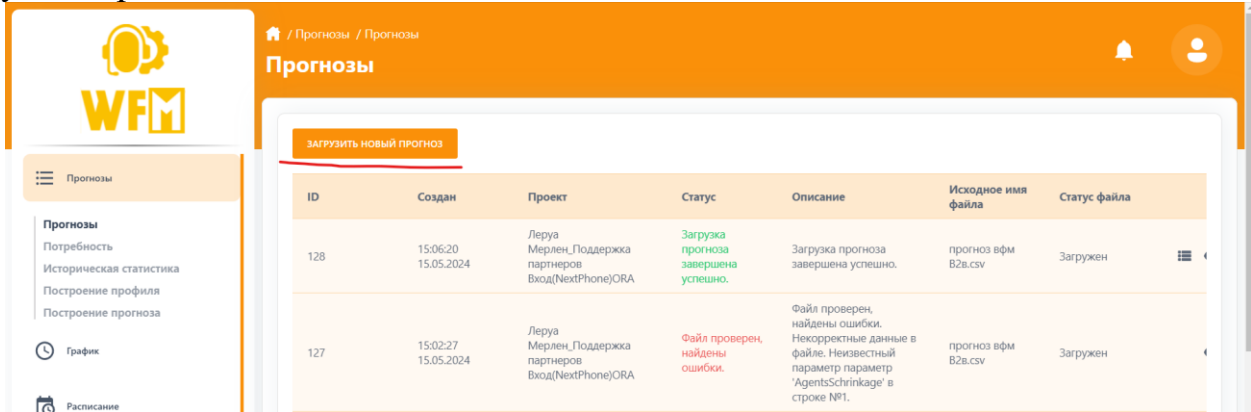 WFM
/ Прогнозы / Прогнозы
Прогнозы
ЗАГРУЗИТЬ НОВЫЙ ПРОГНОЗ
Прогнозы
Прогнозы
Потребность
Историческая статистика
Построение профиля
Построение прогноза
График
Расписание
ID
Создан
Проект
Статус
Описание
Исходное имя
файла
Статус файла
128
15:06:20
15.05.2024
Леруа
Мерлен_Поддержка
партнеров
Вход(NextPhone)ORA
Загрузка
прогноза
завершена
успешно.
Загрузка прогноза
завершена успешно.
прогноз вфм
B2в.csv
Загружен
127
15:02:27
15.05.2024
Леруа
Мерлен_Поддержка
партнеров
Вход(NextPhone)ORA
Файл проверен,
найдены
ошибки.
Файл проверен,
найдены ошибки.
Некорректные данные в
файле. Неизвестный
параметр параметр
'AgentsSchrinkage' в
строке №1.
прогноз вфм
B2в.csv
Загружен